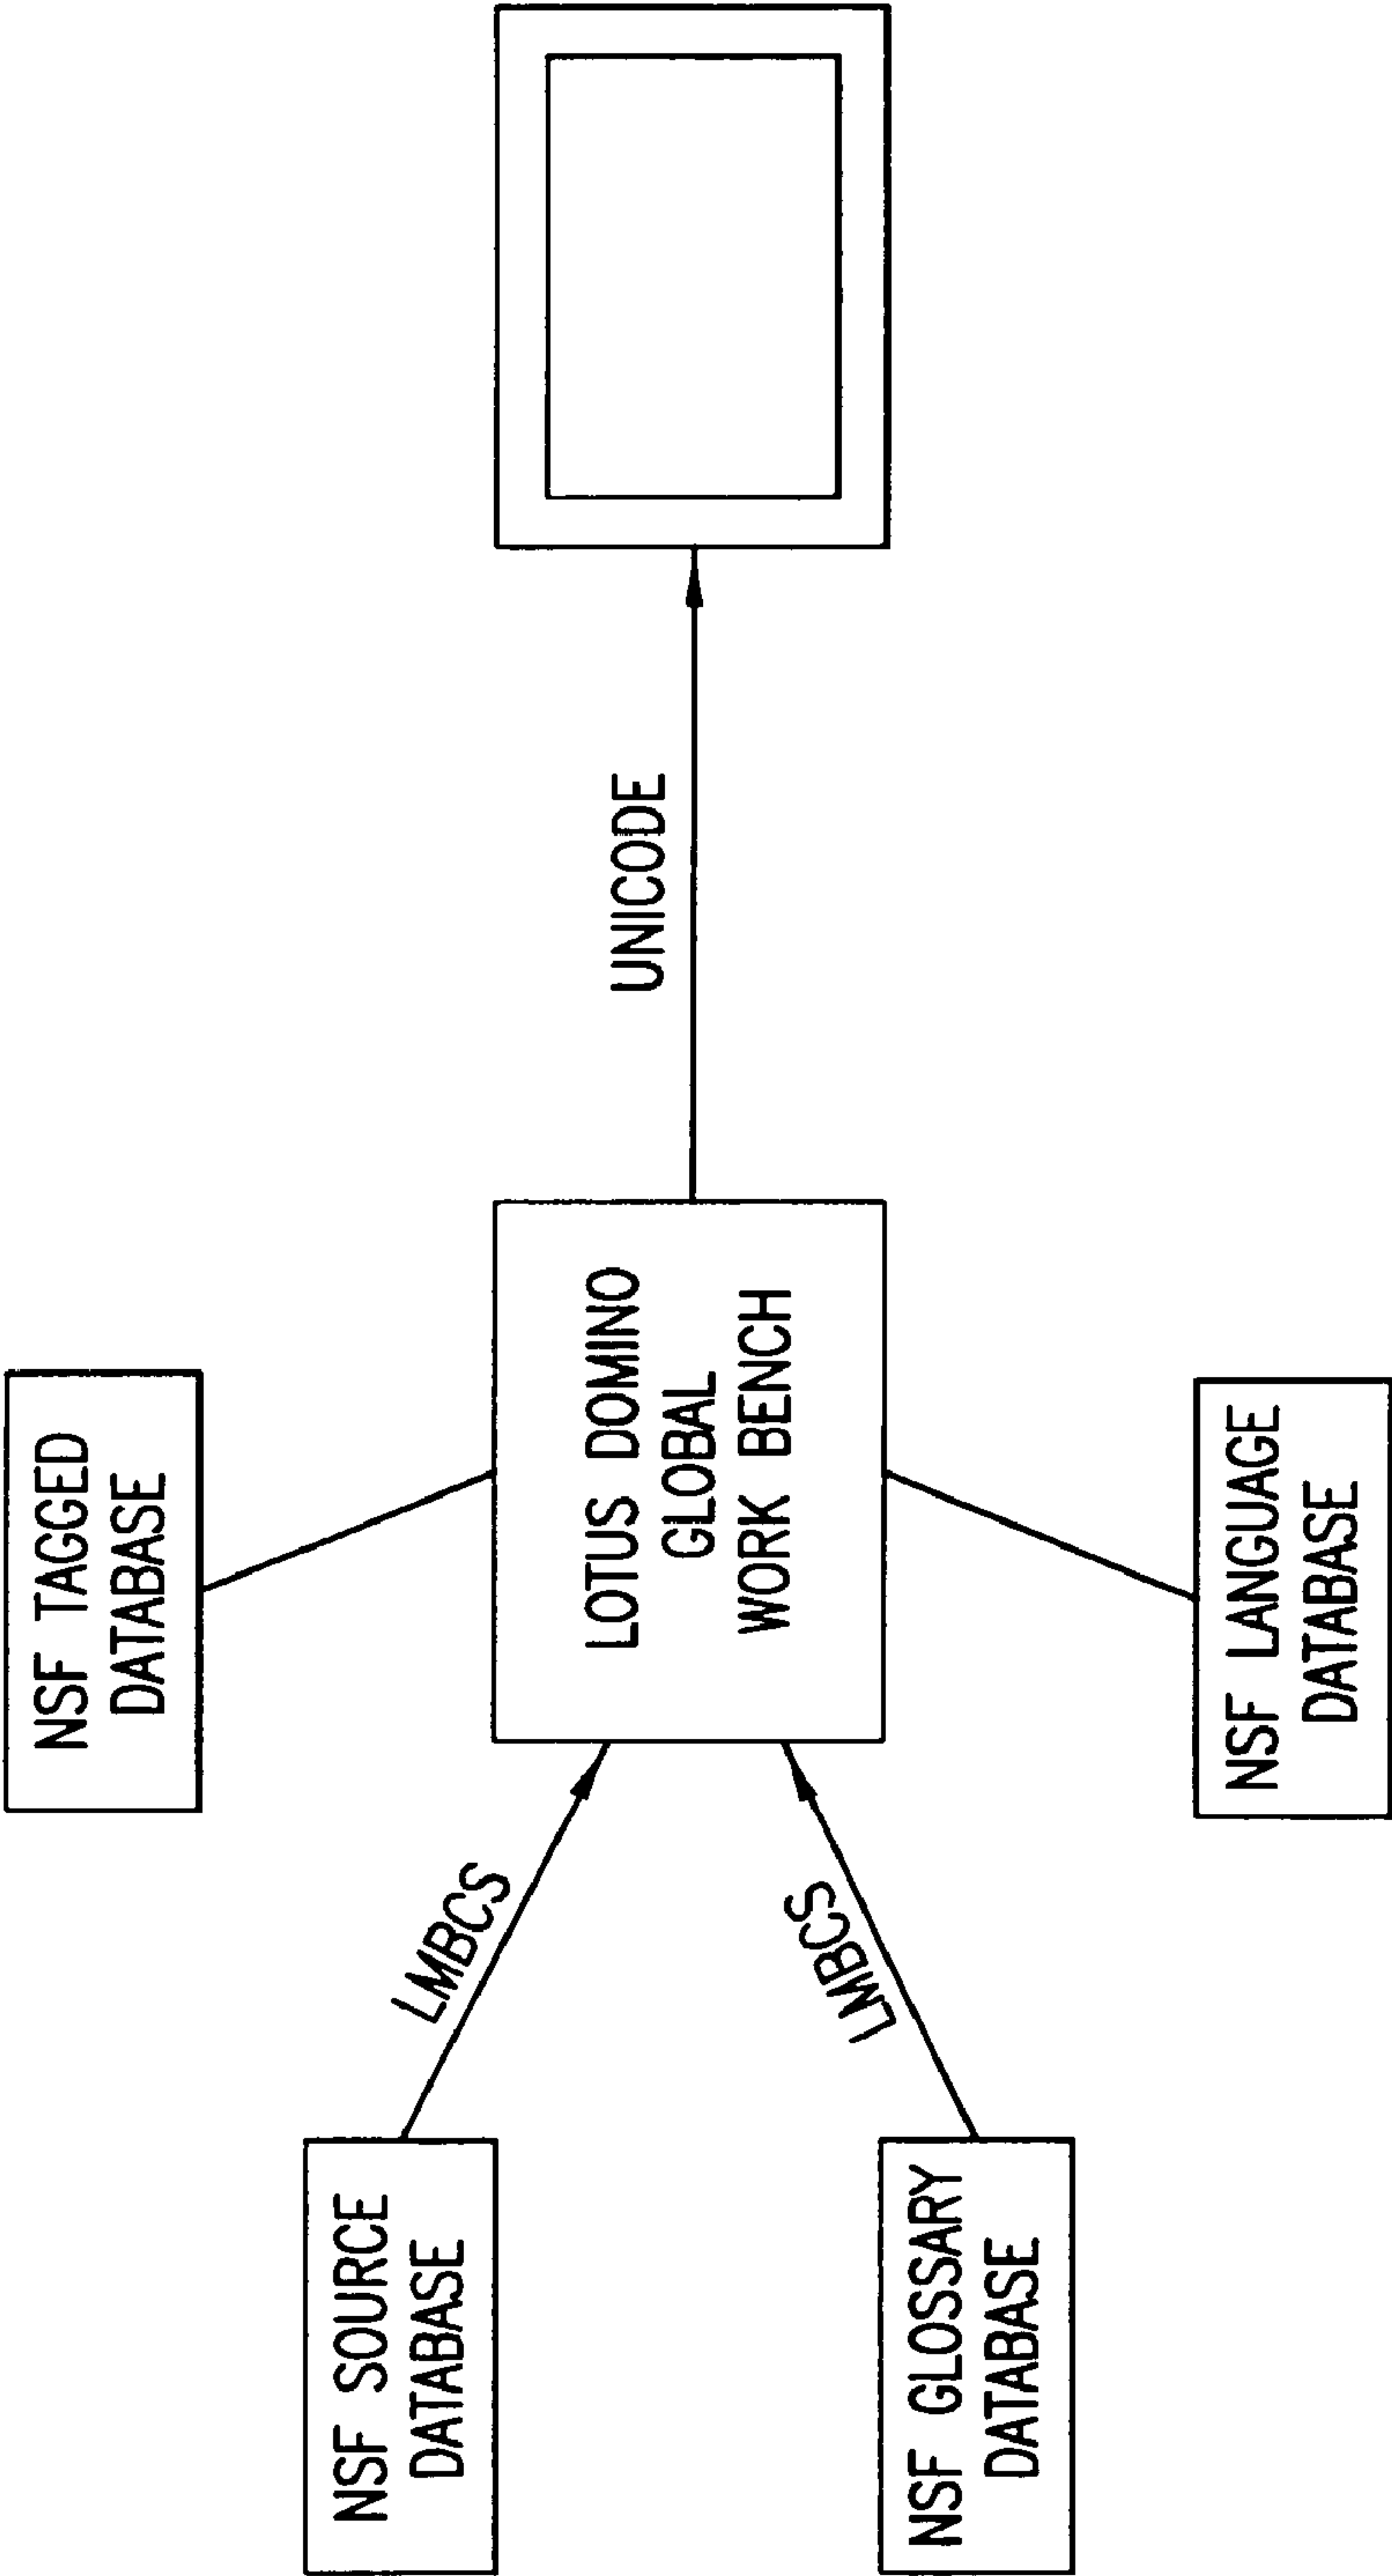 NSF TAGGED
DATABASE
NSF SOURCE
DATABASE
LMBCS
LOTUS DOMINO
GLOBAL
WORK BENCH
UNICODE
NSF GLOSSARY
DATABASE
LMBCS
NSF LANGUAGE
DATABASE